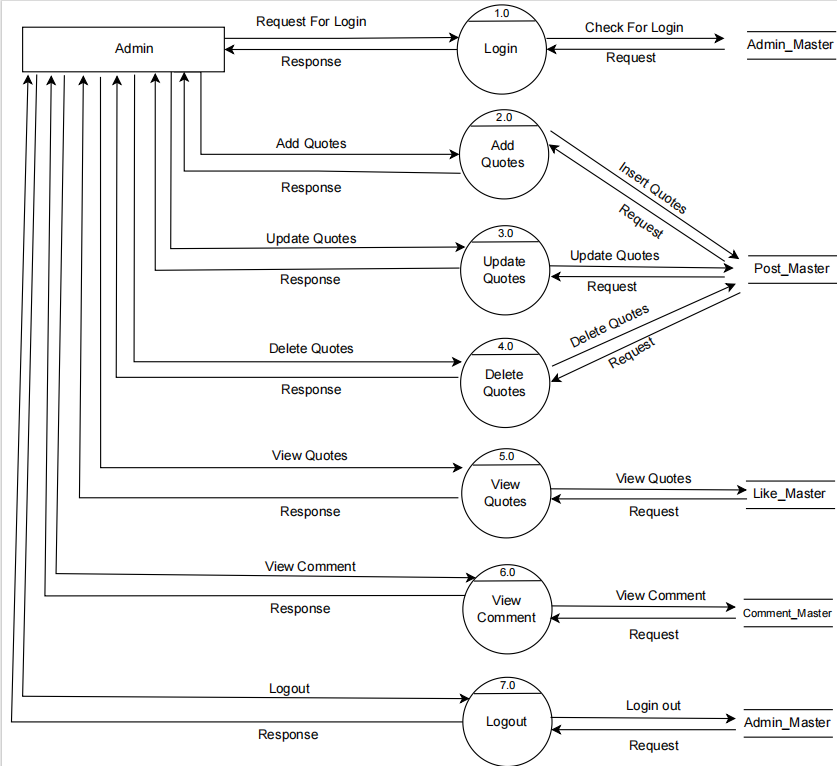 1.0
Request For Login
Check For Login
Admin
Login
Admin_Master
Response
Request
2.0
Add Quotes
Add
Quotes
Insert Quotes
Response
Request
3.0
Update Quotes
Update Quotes
Update
Quotes
Post_Master
Response
Request
Delete Quotes
4.0
Delete Quotes
Request
Delete
Quotes
Response
View Quotes
5.0
View Quotes
View
Quotes
Like_Master
Response
Request
View Comment
6.0
View Comment
View
Comment
Comment_Master
Response
Request
Logout
7.0
Login out
Logout
Admin_Master
Response
Request